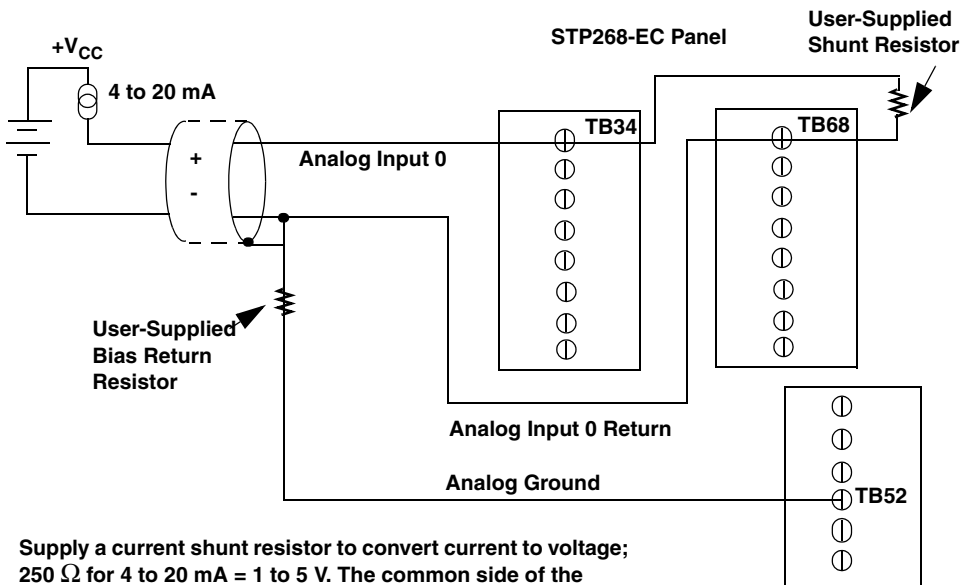 User-Supplied
Shunt Resistor
STP268-EC Panel
+VCC
4 to 20 mA
TB34
TB68
+
Analog Input 0
-
User-Supplied
Bias Return
Resistor
Analog Input 0 Return
Analog Ground
TB52
Supply a current shunt resistor to convert current to voltage;
250 Ω for 4 to 20 mA = 1 to 5 V. The common side of the